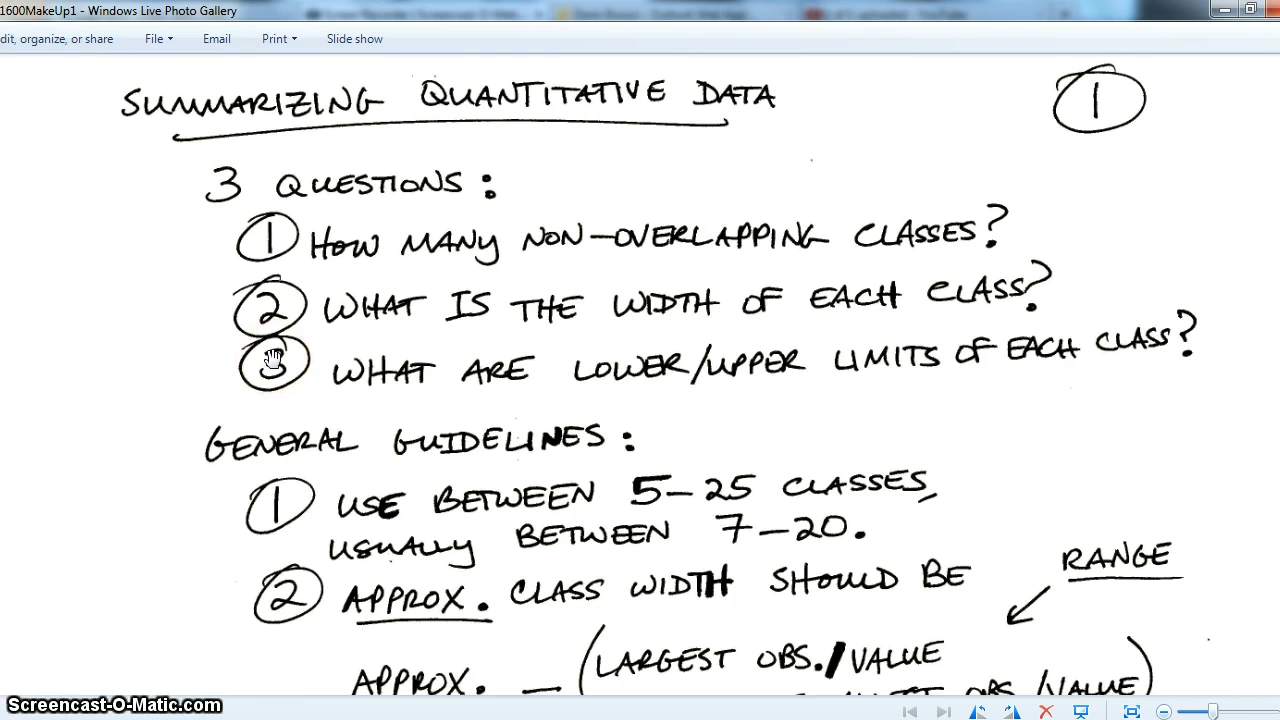 1600MakeUp1 - Windows Live Photo Gallery
dit, organize, or share File Email Print Slide show
SUMMARIZING QUANTITATIVE DATA
1
3 QUESTIONS:
1 HOW MANY NON-OVERLAPPING CLASSES?
2 WHAT IS THE WIDTH OF EACH CLASS?
3 WHAT ARE LOWER/UPPER LIMITS OF EACH CLASS?
GENERAL GUIDELINES:
1 USE BETWEEN 5-25 CLASSES,
USUALLY BETWEEN 7-20.
2 APPROX. CLASS WIDTH SHOULD BE
RANGE
(LARGEST OBS./VALUE
APPROX. OBS/VALUE)
Screencast-O-Matic.com